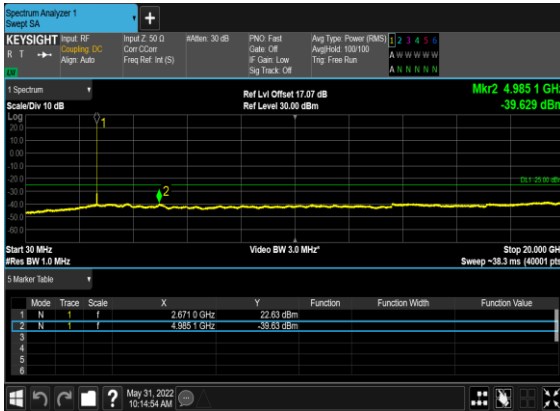 Spectrum Analyzer 1
Swept SA
+
KEYSIGHT Input: RF Input Z: 50 Ω #Atten: 30 dB PNO: Fast Avg Type: Power (RMS) 1 2 3 4 5 6
R T Coupling: DC Corr CCorr Gate: Off Avg|Hold: 100/100 A W W W W W
Align: Auto Freq Ref: Int (S) IF Gain: Low Trig: Free Run
LXI Sig Track: Off A N N N N N
1 Spectrum Ref Lvl Offset 17.07 dB Mkr2 4.985 1 GHz
Scale/Div 10 dB Ref Level 30.00 dBm -39.629 dBm
Log
1
20.0
10.0
0.00
-10.0
-20.0
DL1 -25.00 dBm
-30.0
2
-40.0
-50.0
-60.0
Start 30 MHz Video BW 3.0 MHz* Stop 20.000 GHz
#Res BW 1.0 MHz Sweep ~38.3 ms (40001 pts)
5 Marker Table
Mode Trace Scale X Y Function Function Width Function Value
1 N 1 f 2.671 0 GHz 22.63 dBm
2 N 1 f 4.985 1 GHz -39.63 dBm
3
4
5
6
? May 31, 2022
10:14:54 AM